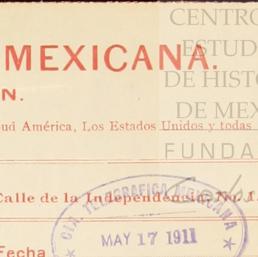 CENTRO
ESTUD
DE HISTO
DE MEX
FUNDA
MEXICANA.
N.
Sud América, Los Estados Unidos y todas
Calle de la Independencia, No. 1
CIA. TELEGRAFICA MEXICANA
MAY 17 1911
Fecha